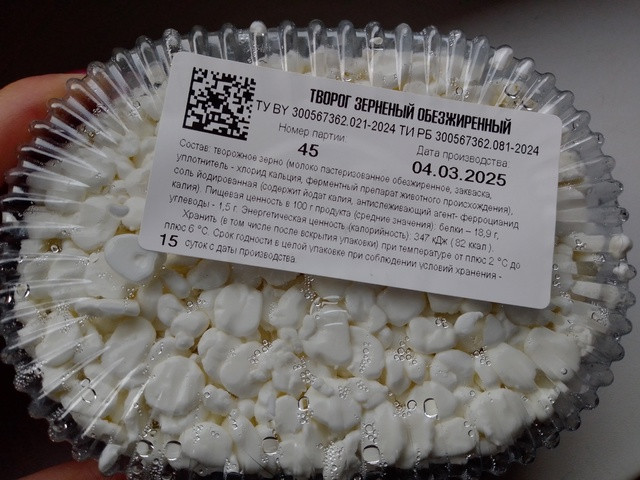 ТВОРОГ ЗЕРНЕНЫЙ ОБЕЗЖИРЕННЫЙ
ТУ BY 300567362.021-2024 ТИ РБ 300567362.081-2024
Номер партии Дата производства:
45 04.03.2025
Состав: творожное зерно (молоко пастеризованное обезжиренное, закваска,
уплотнитель - хлорид кальция, ферментный препарат животного происхождения),
соль йодированная (содержит йодат калия, антислеживающий агент- ферроцианид
калия). Пищевая ценность в 100 г продукта (средние значения): белки – 18,9 г,
углеводы - 1,5 г. Энергетическая ценность (калорийность): 347 кДж ( 82 ккал ).
Хранить (в том числе после вскрытия упаковки) при температуре от плюс 2 °С до
плюс 6 °С. Срок годности в целой упаковке при соблюдении условий хранения -
15 суток с даты производства.